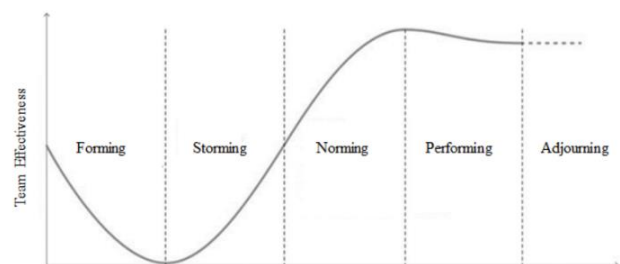 Team Effectiveness
Forming
Storming
Norming
Performing
Adjourning